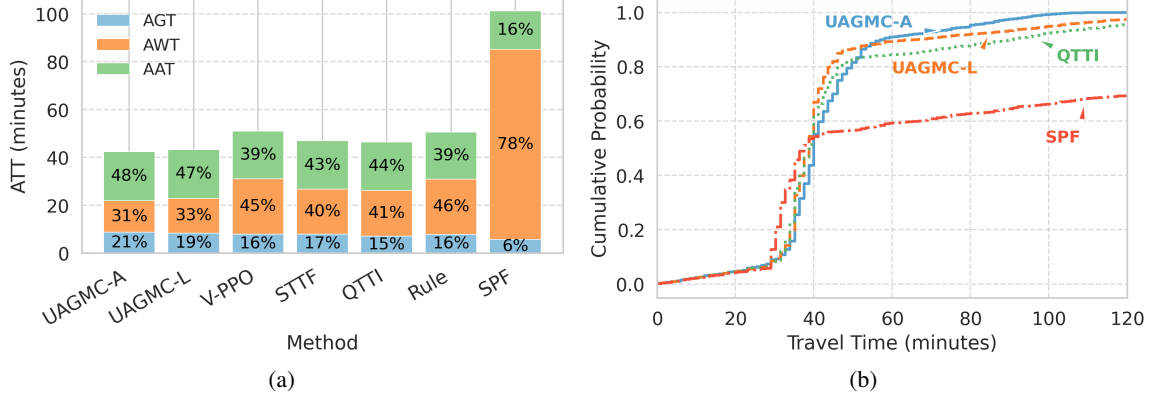 100
80
60
40
20
0
ATT (minutes)
AGT
AWT
AAT
48%
31%
21%
47%
33%
19%
39%
45%
16%
43%
40%
17%
44%
41%
15%
39%
46%
16%
16%
78%
6%
UAGMC-A
UAGMC-L
V-PPO
STTF
QTTI
Rule
SPF
Method
(a)
1.0
0.8
0.6
0.4
0.2
0.0
Cumulative Probability
UAGMC-A
UAGMC-L
QTTI
SPF
0 20 40 60 80 100 120
Travel Time (minutes)
(b)